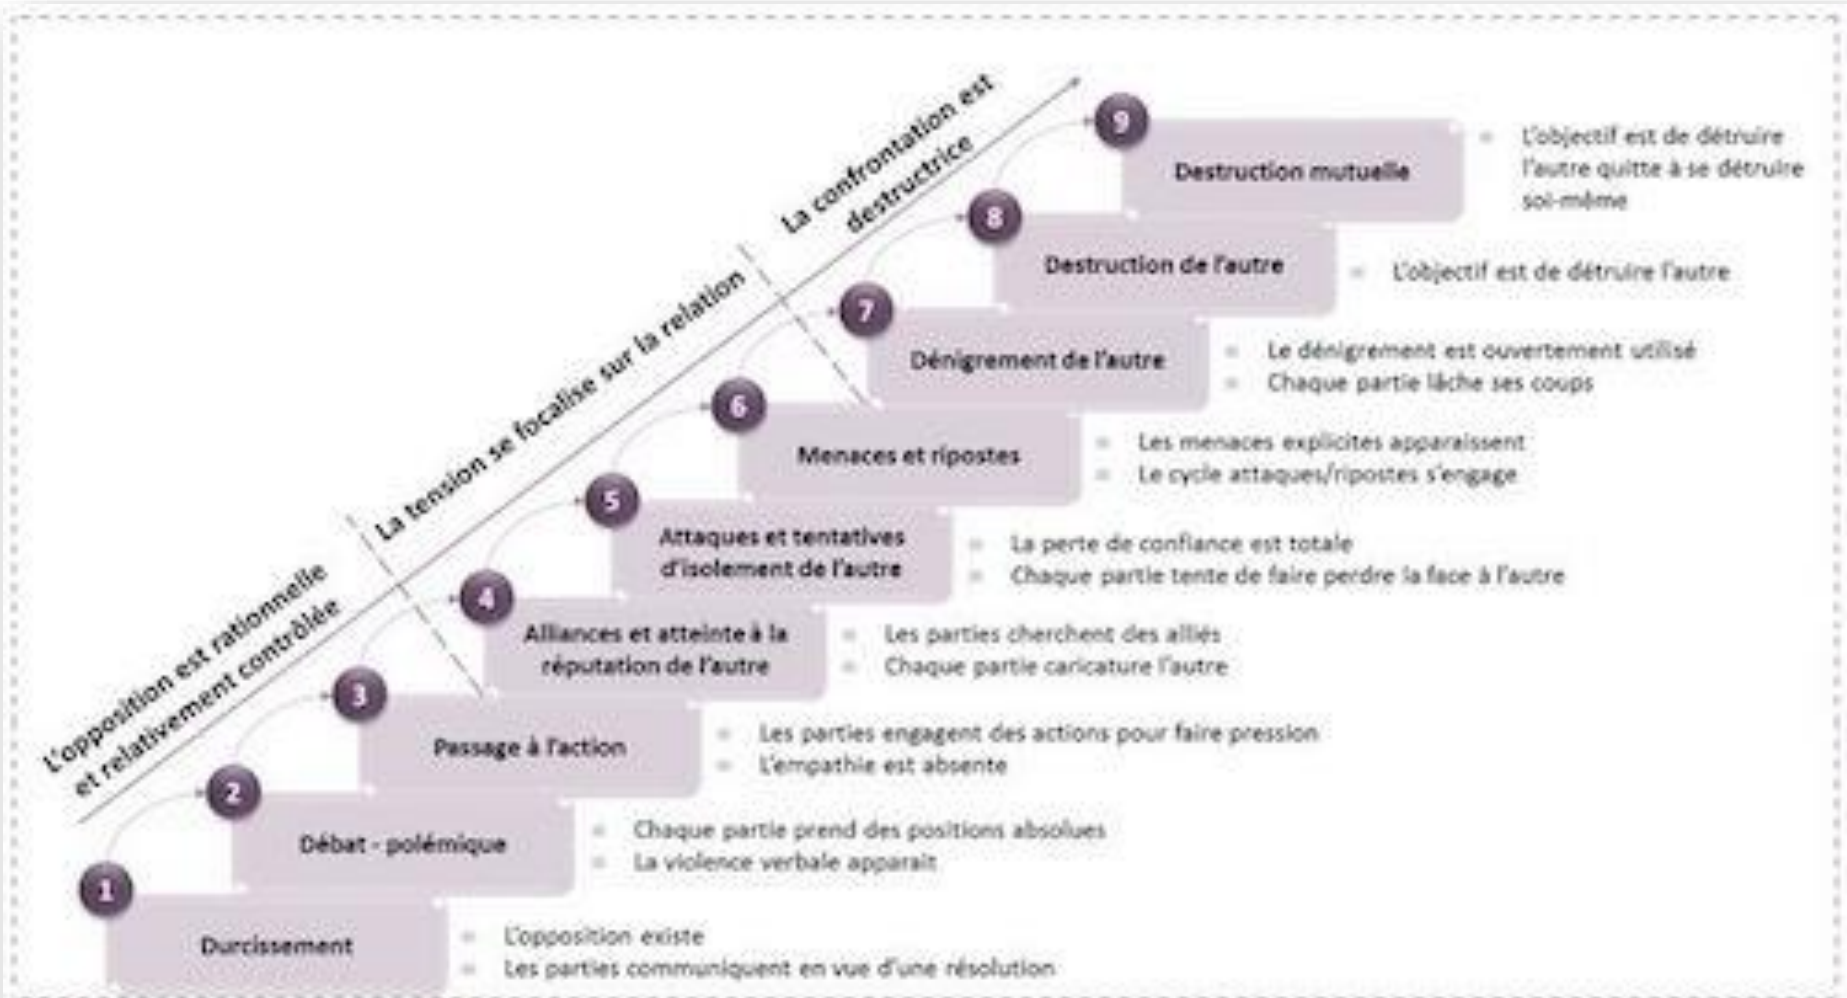 La confrontation est
destructrice
La tension se focalise sur la relation
L'opposition est rationnelle
et relativement contrôlée
9
Destruction mutuelle
L'objectif est de détruire
l'autre quitte à se détruire
soi-même
8
Destruction de l'autre
L'objectif est de détruire l'autre
7
Dénigrement de l'autre
Le dénigrement est ouvertement utilisé
Chaque partie lâche ses coups
6
Menaces et ripostes
Les menaces explicites apparaissent
Le cycle attaques/ripostes s'engage
5
Attaques et tentatives
d'isolement de l'autre
La perte de confiance est totale
Chaque partie tente de faire perdre la face à l'autre
4
Alliances et atteinte à la
réputation de l'autre
Les parties cherchent des alliés
Chaque partie caricature l'autre
3
Passage à l'action
Les parties engagent des actions pour faire pression
L'empathie est absente
2
Débat - polémique
Chaque partie prend des positions absolues
La violence verbale apparait
1
Durcissement
L'opposition existe
Les parties communiquent en vue d'une résolution